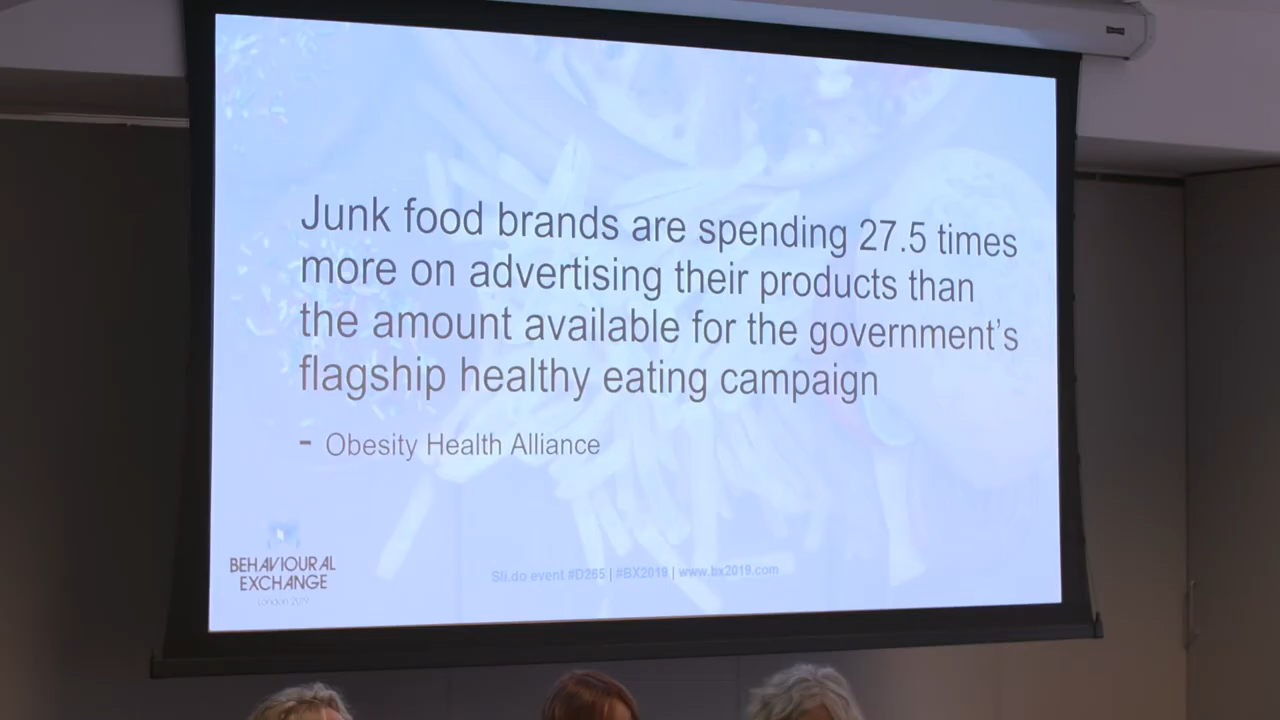 Junk food brands are spending 27.5 times
more on advertising their products than
the amount available for the government's
flagship healthy eating campaign
- Obesity Health Alliance
BEHAVIOURAL
EXCHANGE
London 2019
Sli.do event #D265 | #BX2019 | www.bx2019.com